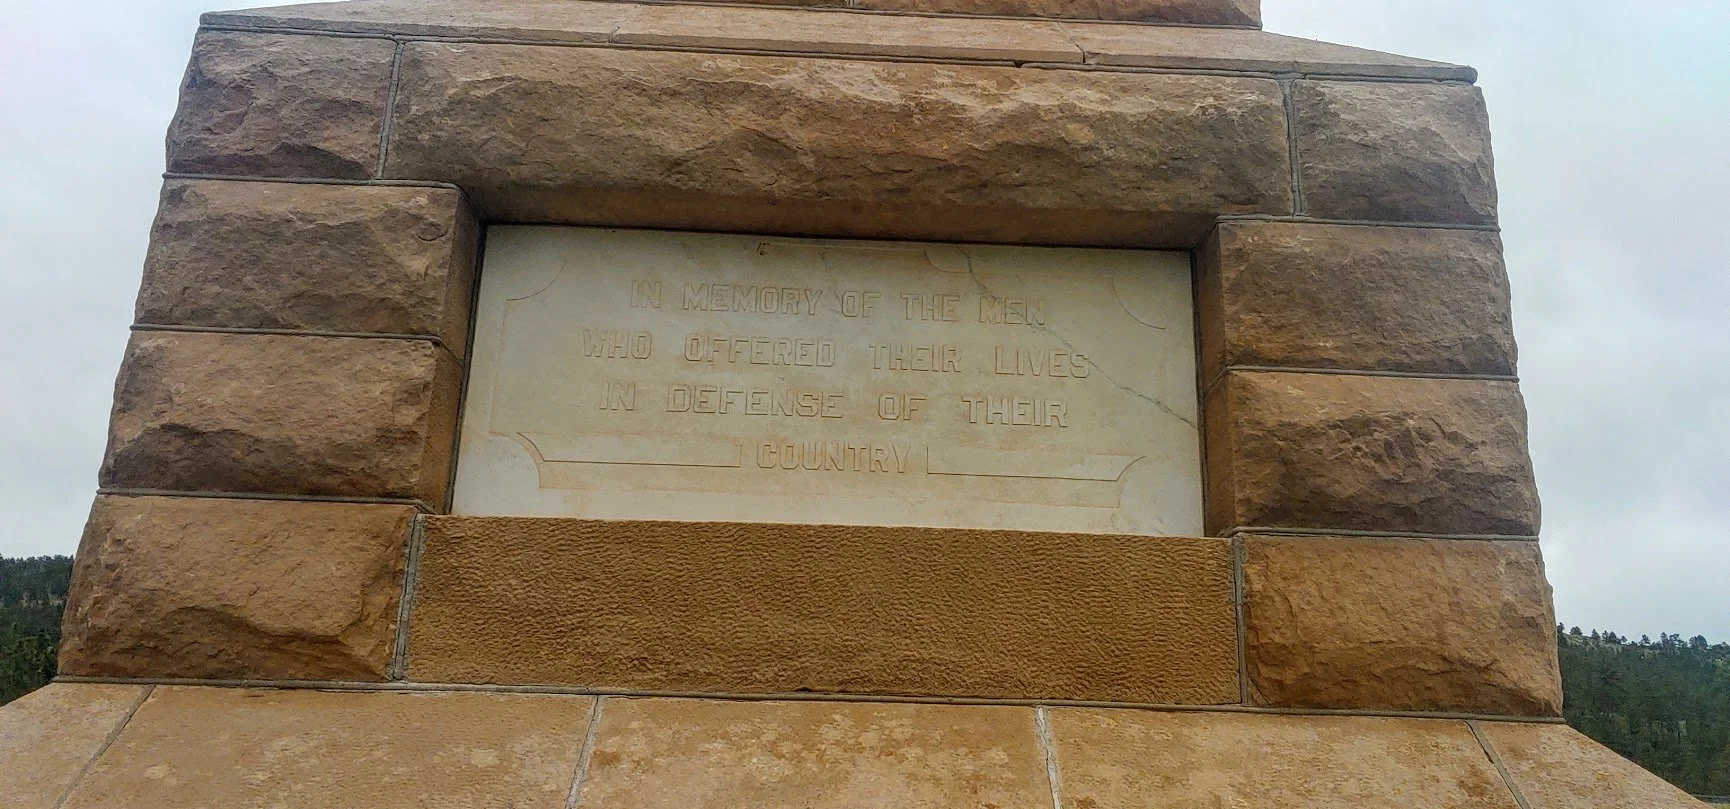 IN MEMORY OF THE MEN
WHO OFFERED THEIR LIVES
IN DEFENSE OF THEIR
COUNTRY